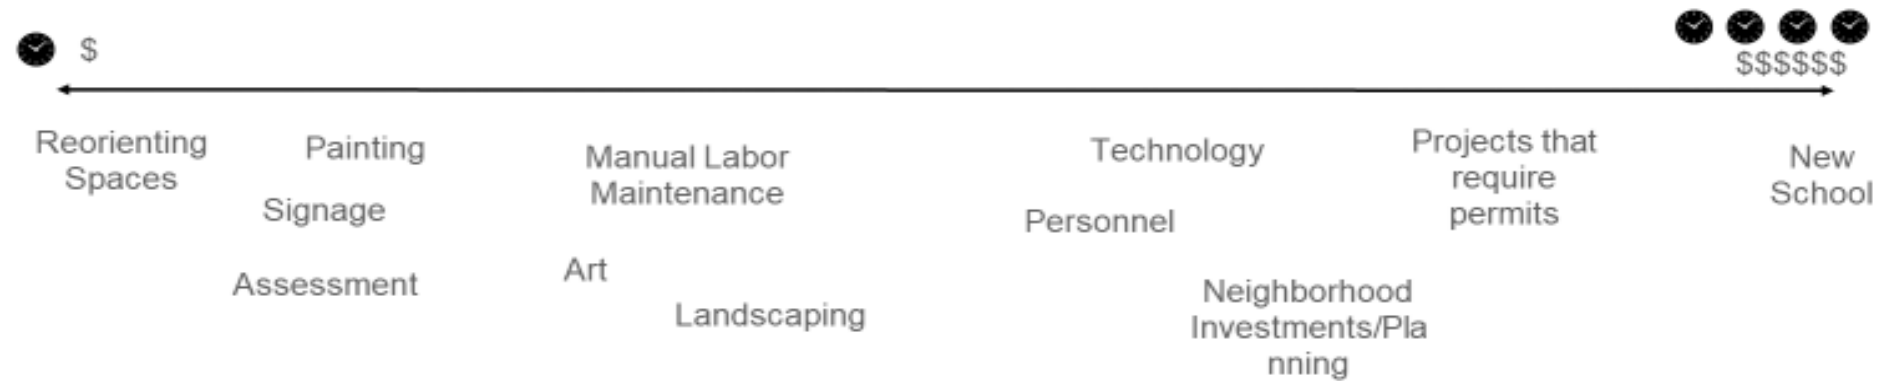 $
$$$$$$
Reorienting
Spaces
Painting
Signage
Assessment
Manual Labor
Maintenance
Art
Landscaping
Technology
Personnel
Neighborhood
Investments/Pla
nning
Projects that
require
permits
New
School